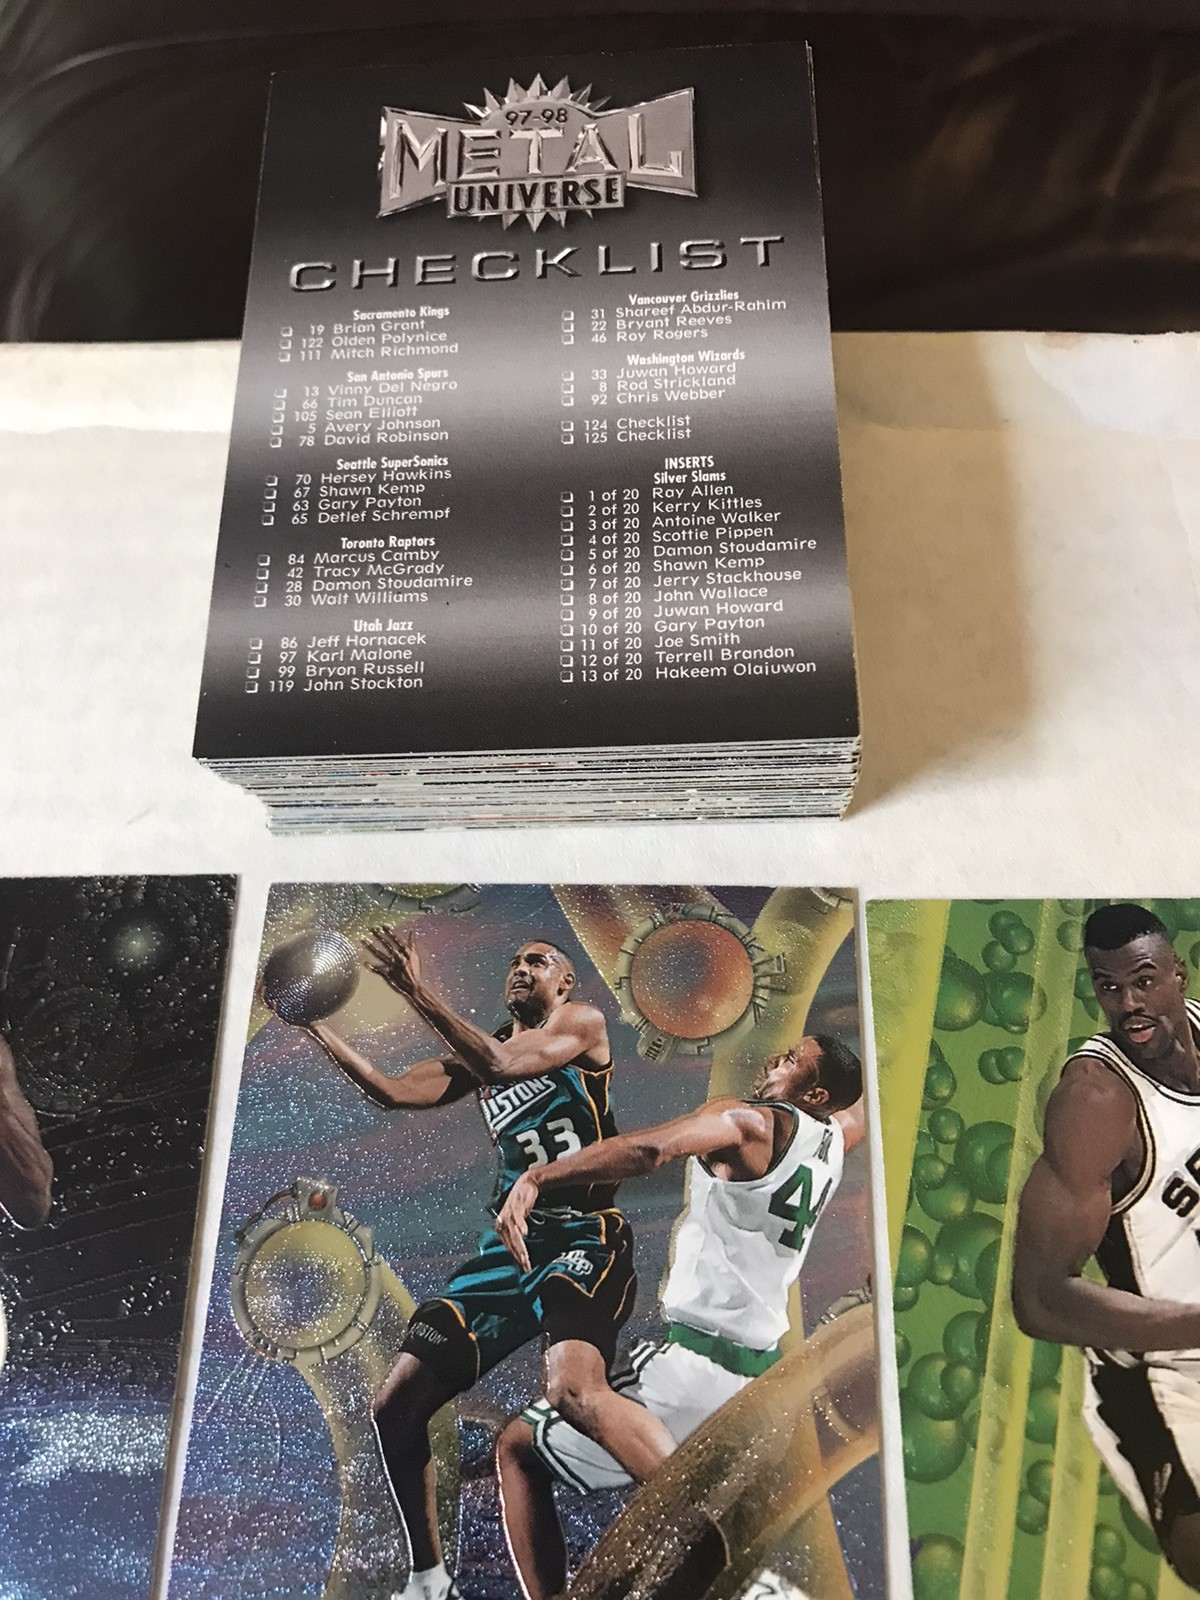 97-98
METAL
UNIVERSE
CHECKLIST
Sacramento Kings
19 Brian Grant
122 Olden Polynice
111 Mitch Richmond
San Antonio Spurs
13 Vinny Del Negro
66 Tim Duncan
105 Sean Elliott
5 Avery Johnson
78 David Robinson
Seattle SuperSonics
70 Hersey Hawkins
67 Shawn Kemp
63 Gary Payton
65 Detlef Schrempf
Toronto Raptors
84 Marcus Camby
42 Tracy McGrady
28 Damon Stoudamire
30 Walt Williams
Utah Jazz
86 Jeff Hornacek
97 Karl Malone
99 Bryon Russell
119 John Stockton
Vancouver Grizzlies
31 Shareef Abdur-Rahim
22 Bryant Reeves
46 Roy Rogers
Washington Wizards
33 Juwan Howard
8 Rod Strickland
92 Chris Webber
124 Checklist
125 Checklist
INSERTS
Silver Slams
1 of 20 Ray Allen
2 of 20 Kerry Kittles
3 of 20 Antoine Walker
4 of 20 Scottie Pippen
5 of 20 Damon Stoudamire
6 of 20 Shawn Kemp
7 of 20 Jerry Stackhouse
8 of 20 John Wallace
9 of 20 Juwan Howard
10 of 20 Gary Payton
11 of 20 Joe Smith
12 of 20 Terrell Brandon
13 of 20 Hakeem Olajuwon
PISTONS
33
44